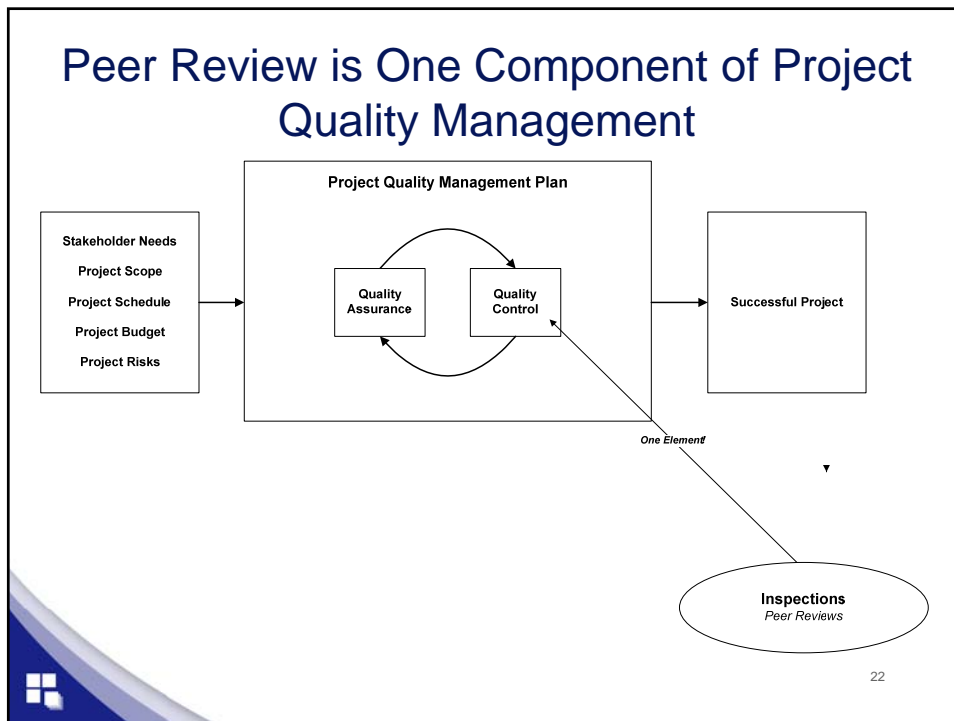 Peer Review is One Component of Project
Quality Management
Project Quality Management Plan
Stakeholder Needs
Project Scope
Project Schedule
Project Budget
Project Risks
Quality
Assurance
Quality
Control
Successful Project
One Element!
Inspections
Peer Reviews
22